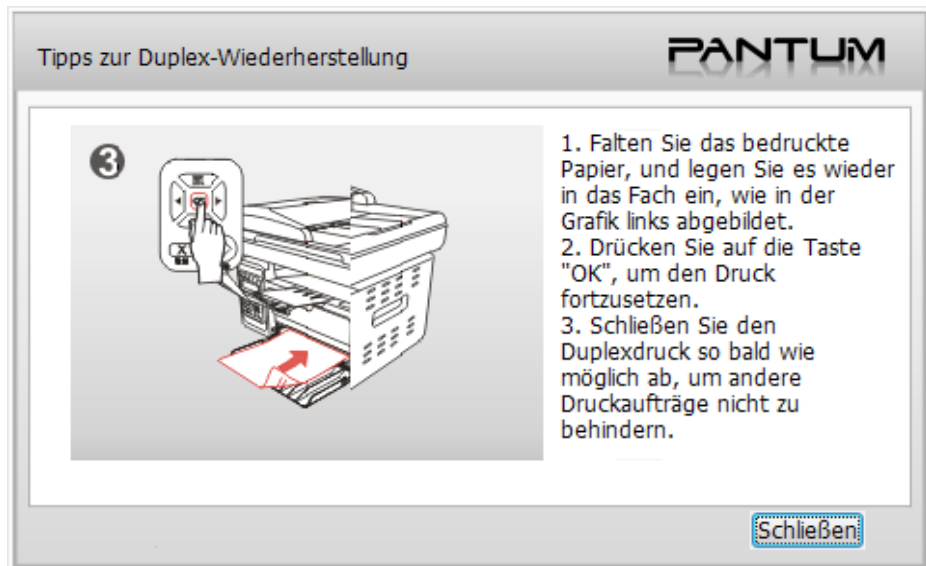 Tipps zur Duplex-Wiederherstellung
PANTUM
3
1. Falten Sie das bedruckte
Papier, und legen Sie es wieder
in das Fach ein, wie in der
Grafik links abgebildet.
2. Drücken Sie auf die Taste
"OK", um den Druck
fortzusetzen.
3. Schließen Sie den
Duplexdruck so bald wie
möglich ab, um andere
Druckaufträge nicht zu
behindern.
Schließen